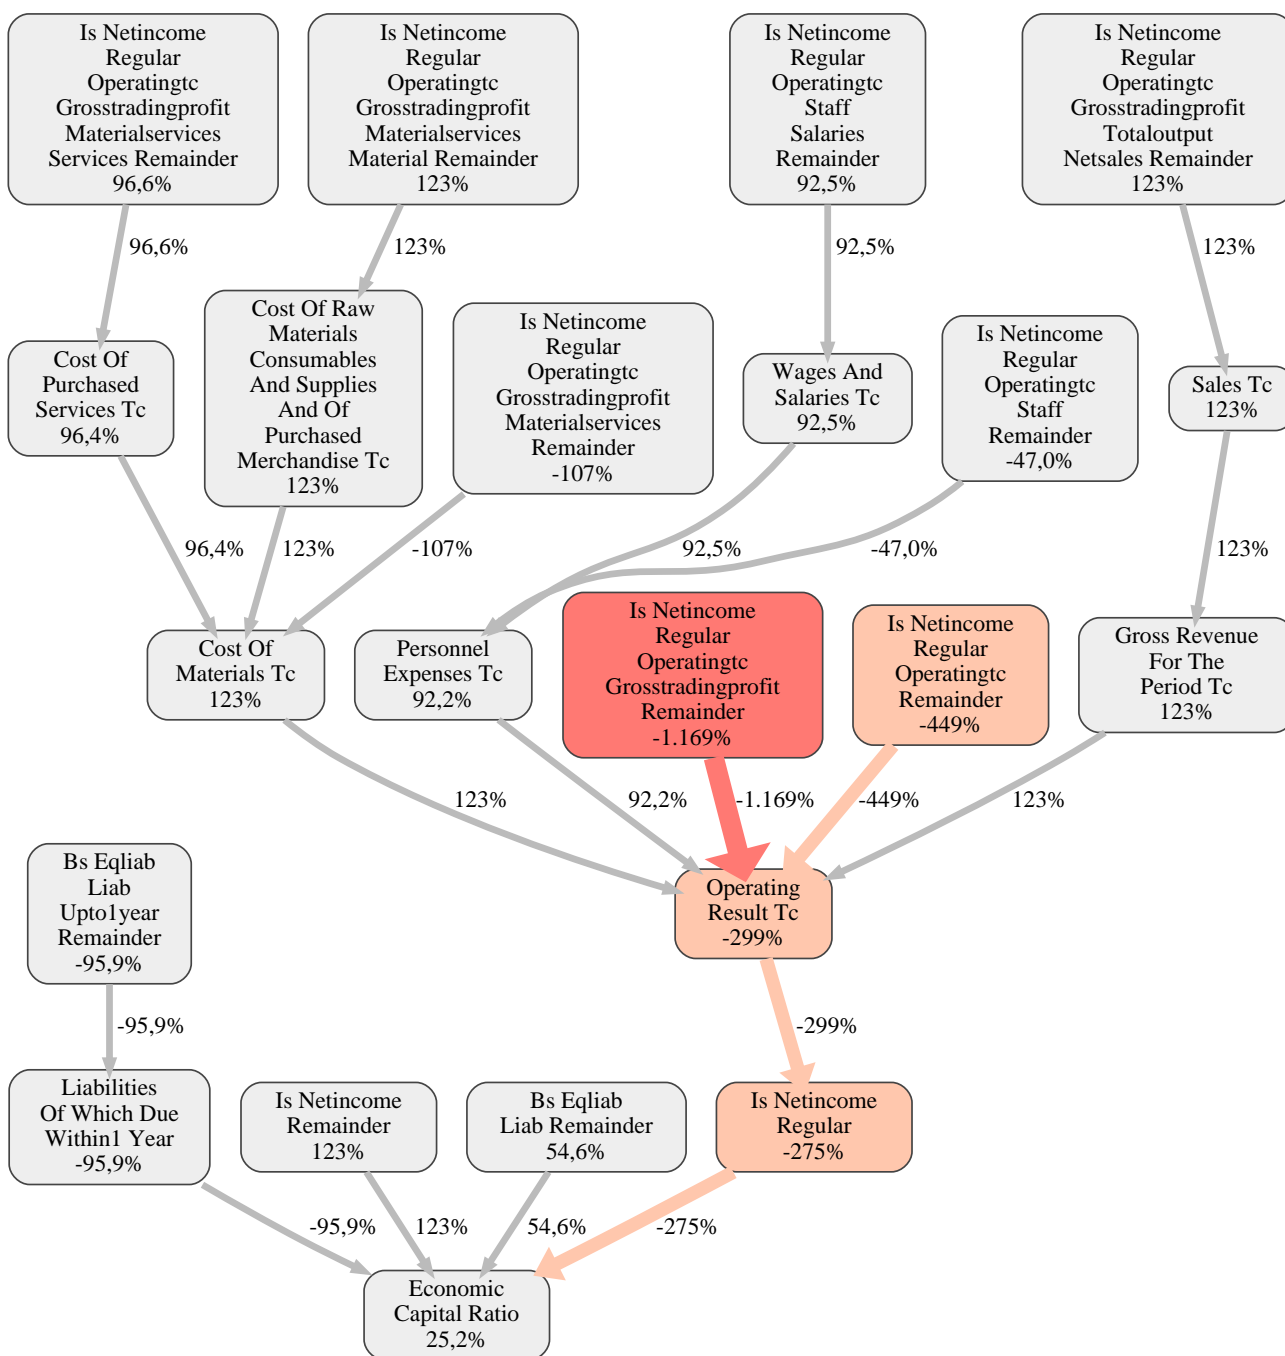 Is Netincome
Regular
Operatingtc
Grosstradingprofit
Materialservices
Services Remainder
96,6%
Is Netincome
Regular
Operatingtc
Grosstradingprofit
Materialservices
Material Remainder
123%
Is Netincome
Regular
Operatingtc
Staff
Salaries
Remainder
92,5%
Is Netincome
Regular
Operatingtc
Grosstradingprofit
Totaloutput
Netsales Remainder
123%
96,6%
123%
92,5%
123%
Cost Of
Purchased
Services Tc
96,4%
Cost Of Raw
Materials
Consumables
And Supplies
And Of
Purchased
Merchandise Tc
123%
Is Netincome
Regular
Operatingtc
Grosstradingprofit
Materialservices
Remainder
-107%
Wages And
Salaries Tc
92,5%
Is Netincome
Regular
Operatingtc
Staff
Remainder
-47,0%
Sales Tc
123%
96,4%
123%
-107%
92,5%
-47,0%
123%
Cost Of
Materials Tc
123%
Personnel
Expenses Tc
92,2%
Is Netincome
Regular
Operatingtc
Grosstradingprofit
Remainder
-1.169%
Is Netincome
Regular
Operatingtc
Remainder
-449%
Gross Revenue
For The
Period Tc
123%
123%
92,2%
-1.169%
-449%
123%
Bs Eqliab
Liab
Upto1year
Remainder
-95,9%
Operating
Result Tc
-299%
-95,9%
-299%
Liabilities
Of Which Due
Within1 Year
-95,9%
Is Netincome
Remainder
123%
Bs Eqliab
Liab Remainder
54,6%
Is Netincome
Regular
-275%
-95,9%
123%
54,6%
-275%
Economic
Capital Ratio
25,2%